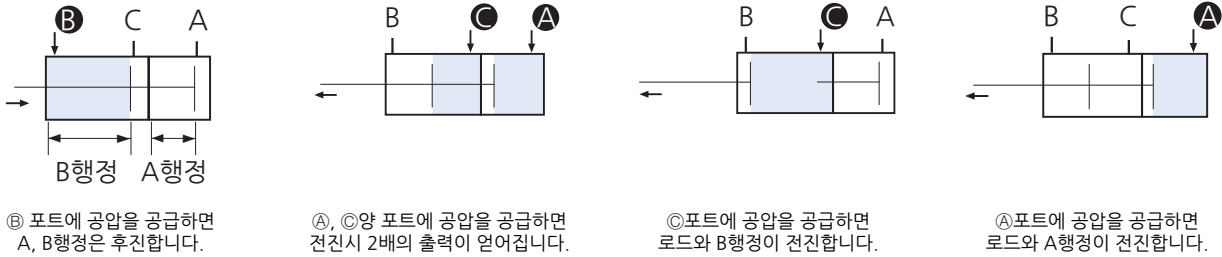 B C A
B행정 A행정
Ⓑ 포트에 공압을 공급하면
A, B행정은 후진합니다.
B C A
Ⓐ, Ⓒ양 포트에 공압을 공급하면
전진시 2배의 출력이 얻어집니다.
B C A
Ⓒ포트에 공압을 공급하면
로드와 B행정이 전진합니다.
B C A
Ⓐ포트에 공압을 공급하면
로드와 A행정이 전진합니다.